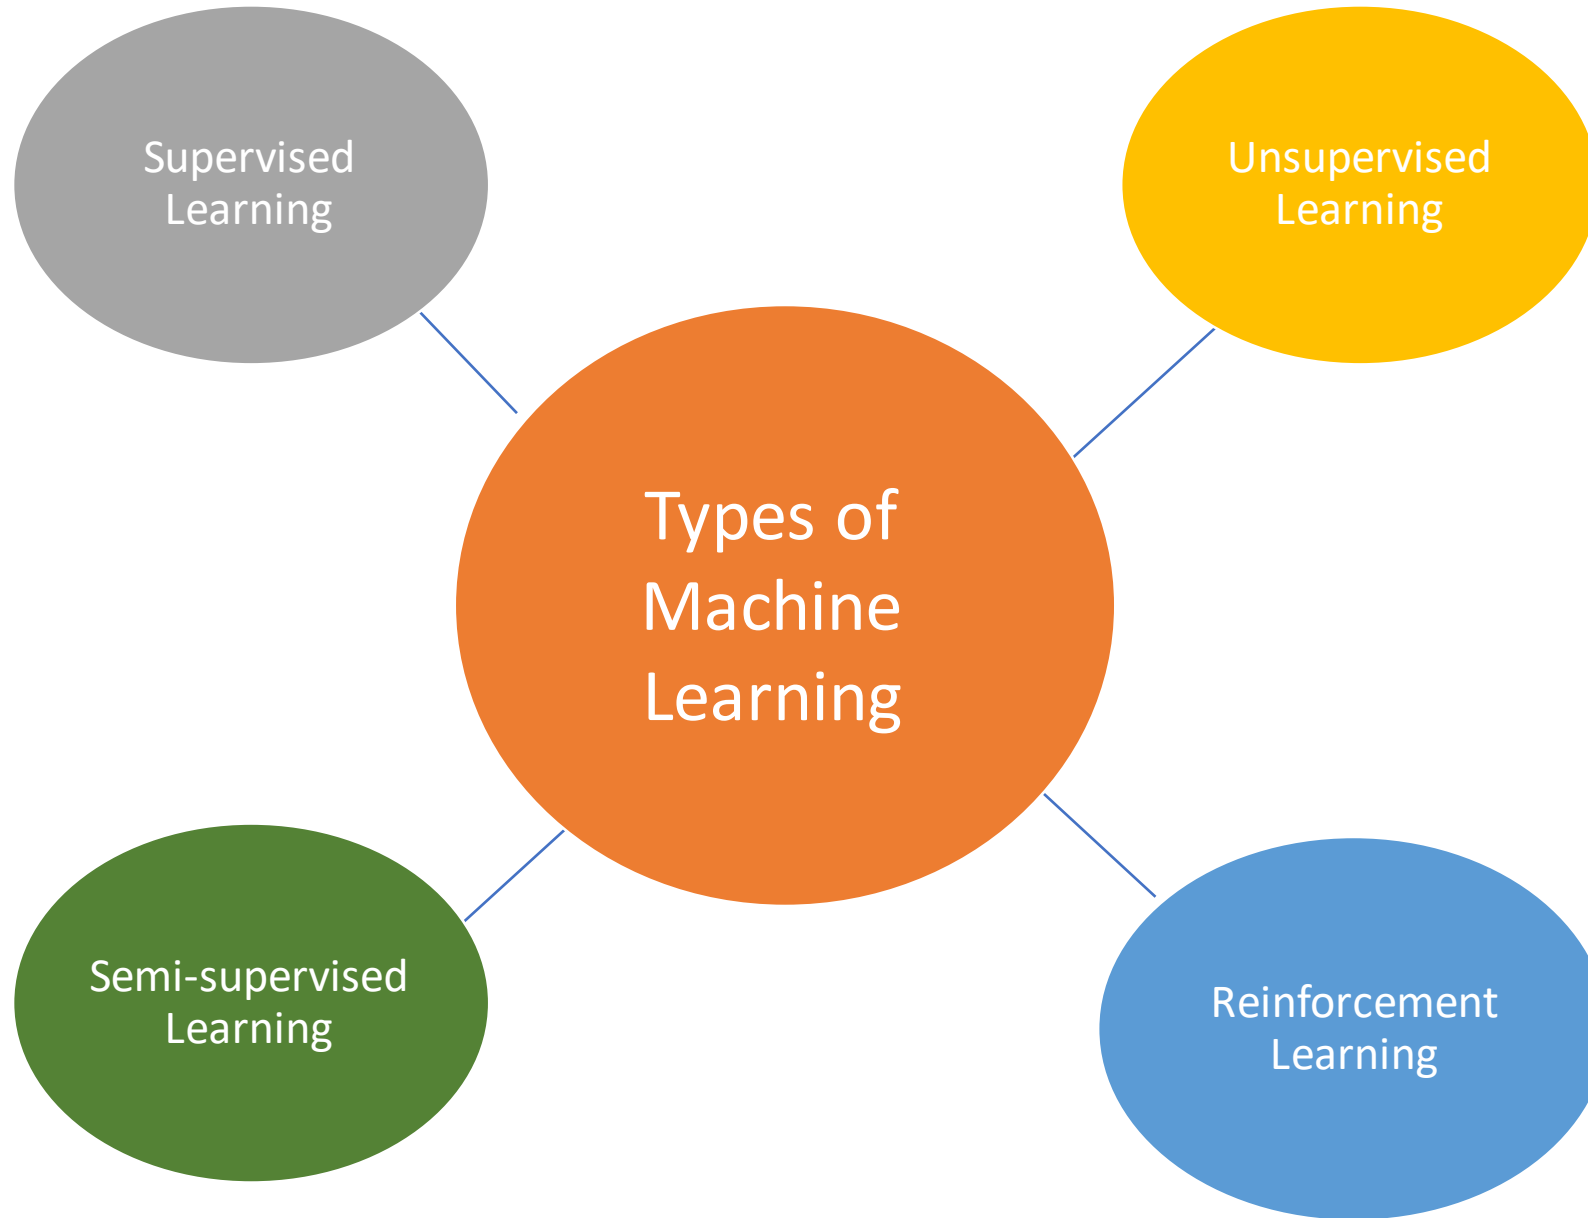 Supervised
Learning
Unsupervised
Learning
Types of
Machine
Learning
Semi-supervised
Learning
Reinforcement
Learning